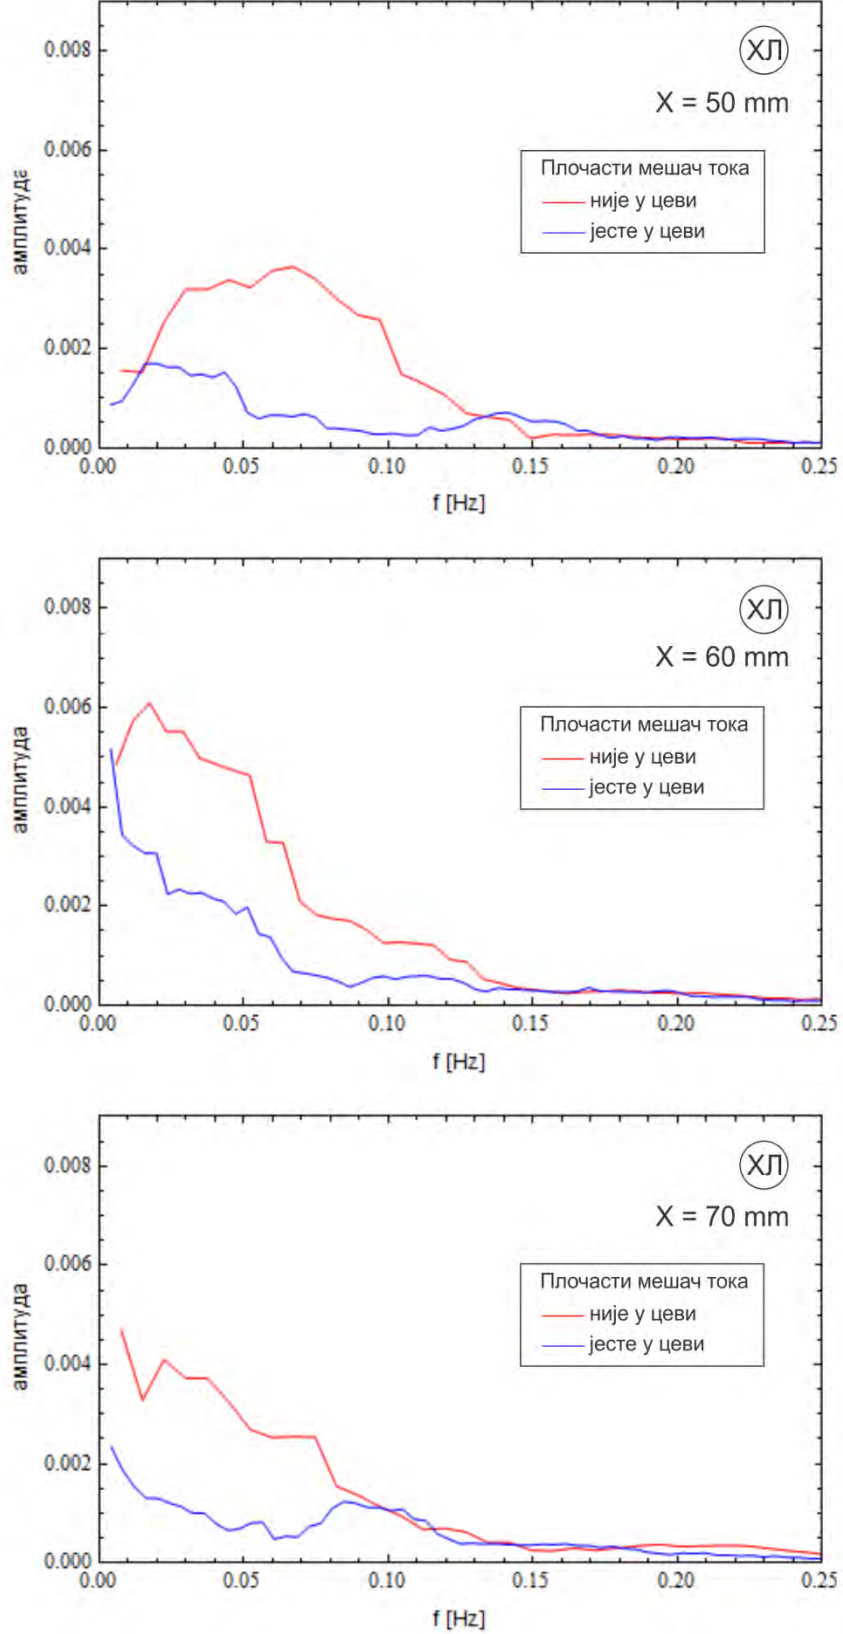 0.008
0.006
0.004
0.002
0.000
амплитуда
ХЛ
X = 50 mm
Плочасти мешач тока
није у цеви
јесте у цеви
0.00 0.05 0.10 0.15 0.20 0.25
f [Hz]
0.008
0.006
0.004
0.002
0.000
амплитуда
ХЛ
X = 60 mm
Плочасти мешач тока
није у цеви
јесте у цеви
0.00 0.05 0.10 0.15 0.20 0.25
f [Hz]
0.008
0.006
0.004
0.002
0.000
амплитуда
ХЛ
X = 70 mm
Плочасти мешач тока
није у цеви
јесте у цеви
0.00 0.05 0.10 0.15 0.20 0.25
f [Hz]